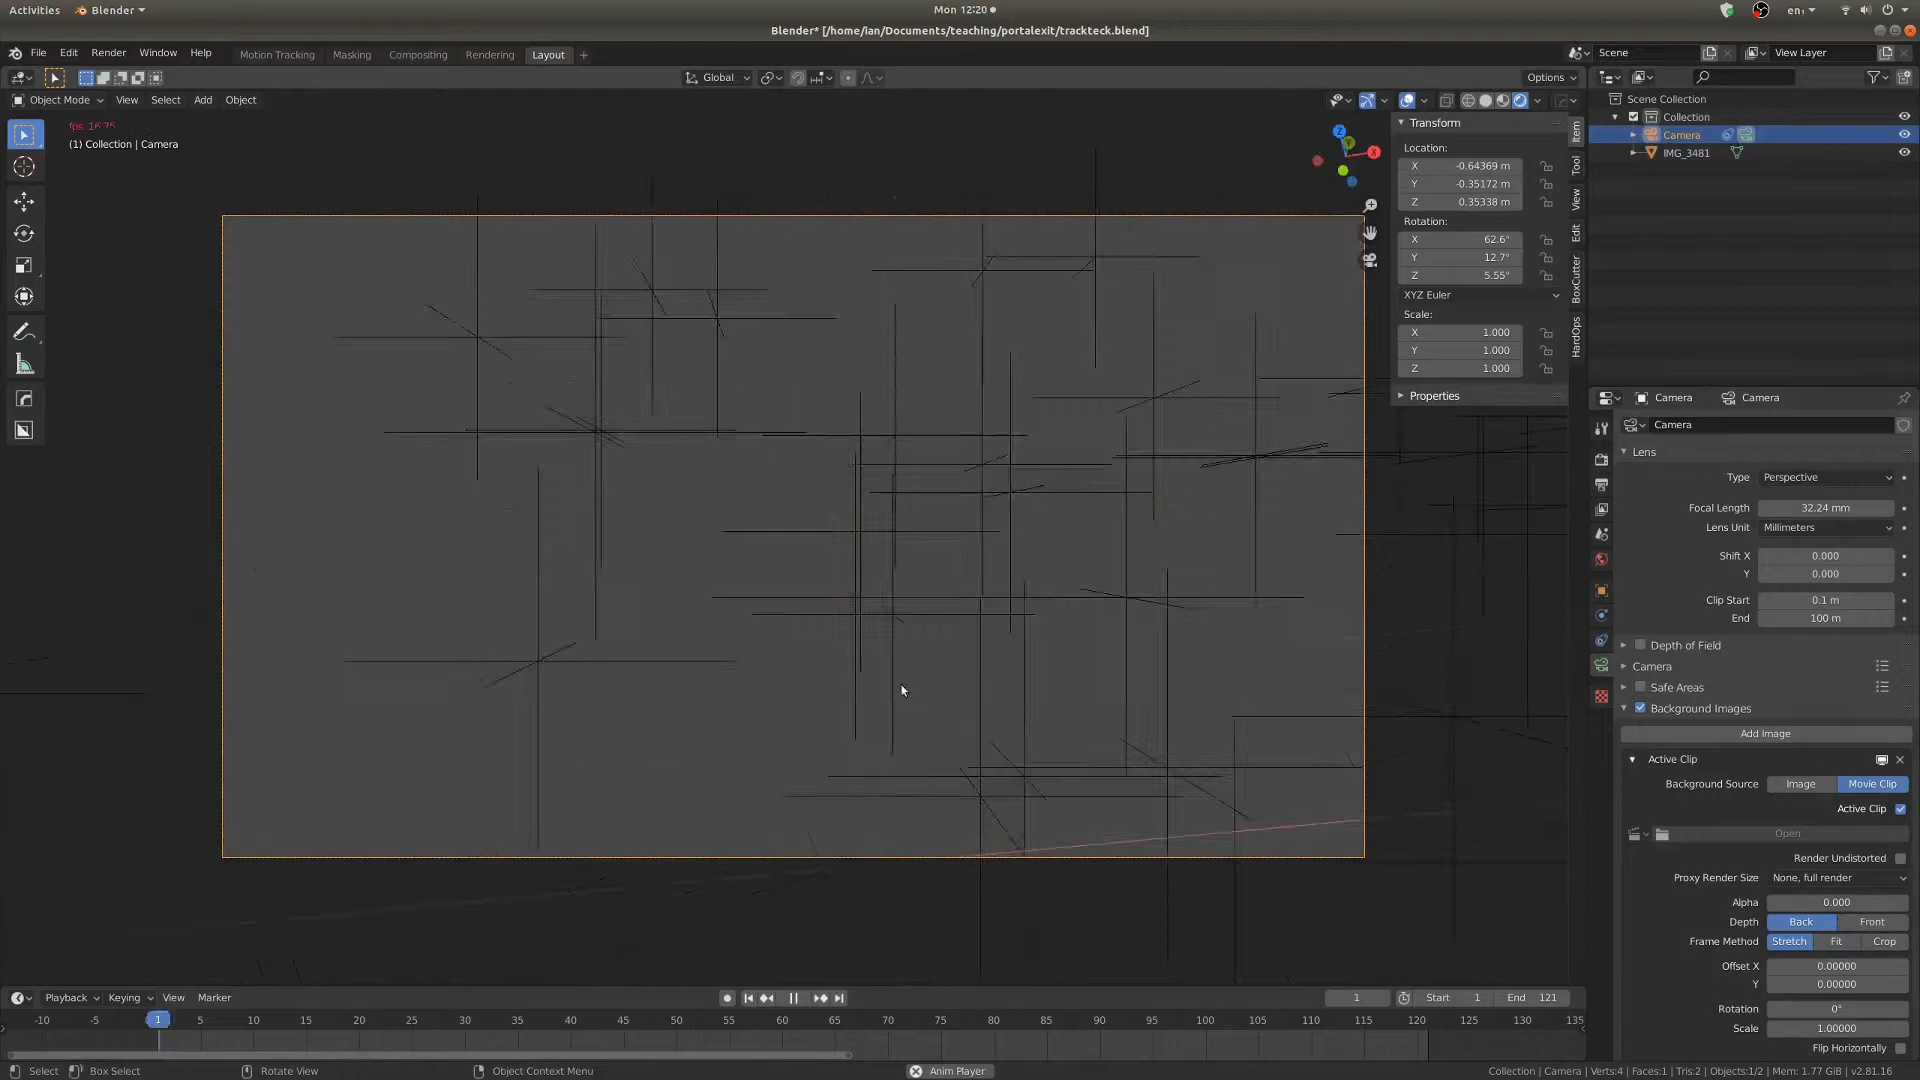 Activities
Blender
Mon 12:20
en₁
Blender* [/home/ian/Documents/teaching/portalexit/trackteck.blend]
File Edit Render Window Help
Motion Tracking Masking Compositing Rendering Layout +
Scene
View Layer
Global
Options
Object Mode View Select Add Object
fps: 16.75
(1) Collection | Camera
Z
Y
X
Transform
Location:
X -0.64369 m
Y -0.35172 m
Z 0.35338 m
Rotation:
X 62.6°
Y 12.7°
Z 5.55°
XYZ Euler
Scale:
X 1.000
Y 1.000
Z 1.000
Properties
Item
Tool
View
Edit
BoxCutter
HardOps
Scene Collection
Collection
Camera
IMG_3481
Camera Camera
Camera
Lens
Type Perspective
Focal Length 32.24 mm
Lens Unit Millimeters
Shift X 0.000
Y 0.000
Clip Start 0.1 m
End 100 m
Depth of Field
Camera
Safe Areas
Background Images
Add Image
Active Clip
Background Source Image Movie Clip
Active Clip
Open
Render Undistorted
Proxy Render Size None, full render
Alpha 0.000
Depth Back Front
Frame Method Stretch Fit Crop
Offset X 0.00000
Y 0.00000
Rotation 0°
Scale 1.00000
Flip Horizontally
Playback Keying View Marker
1
Start 1
End 121
-10 -5 1 5 10 15 20 25 30 35 40 45 50 55 60 65 70 75 80 85 90 95 100 105 110 115 120 125 130 135
Select Box Select Rotate View Object Context Menu Anim Player
Collection | Camera | Verts:4 | Faces:1 | Tris:2 | Objects:1/2 | Mem: 1.77 GiB | v2.81.16